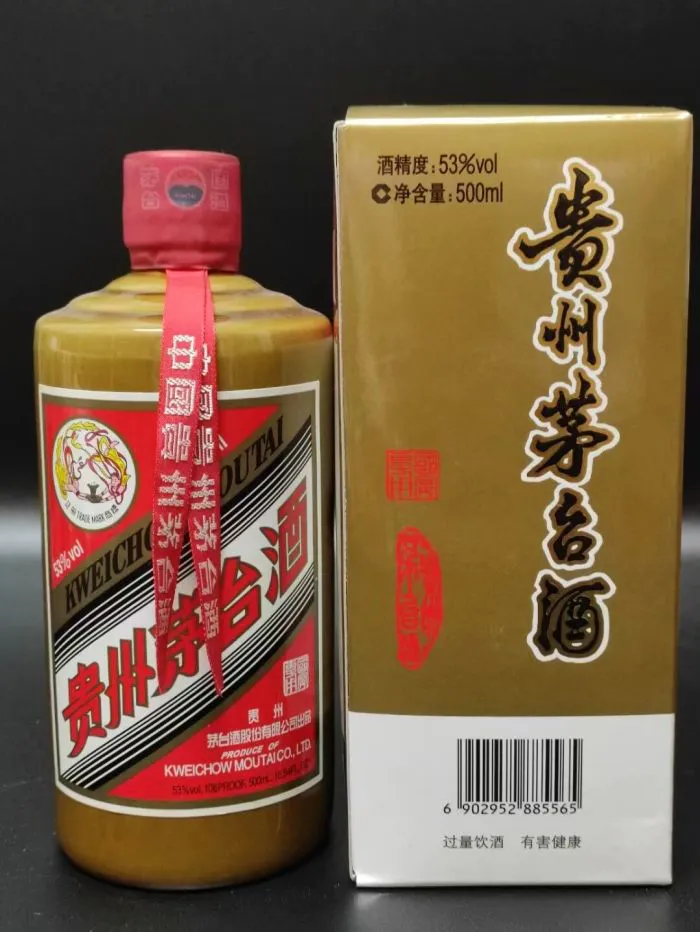 53%vol
KWEICHOW MOUTAI
中國貴州茅台酒
贵州茅台酒
贵州
茅台酒股份有限公司出品
PRODUCE OF
KWEICHOW MOUTAI CO., LTD.
酒精度:53%vol
净含量:500ml
贵州茅台酒
6 902952 885565
过量饮酒 有害健康